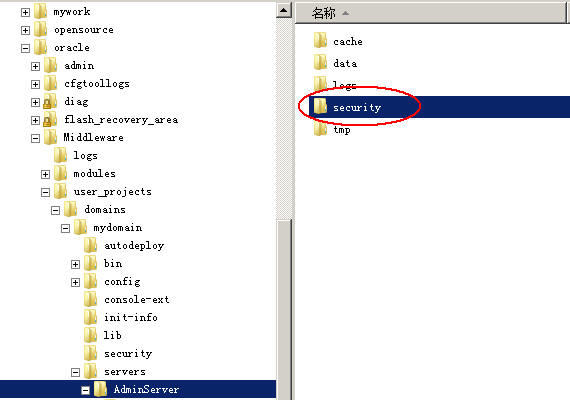 mywork
opensource
oracle
admin
cfgtoollogs
diag
flash_recovery_area
Middleware
logs
modules
user_projects
domains
mydomain
autodeploy
bin
config
console-ext
init-info
lib
security
servers
AdminServer
名称
cache
data
logs
security
tmp